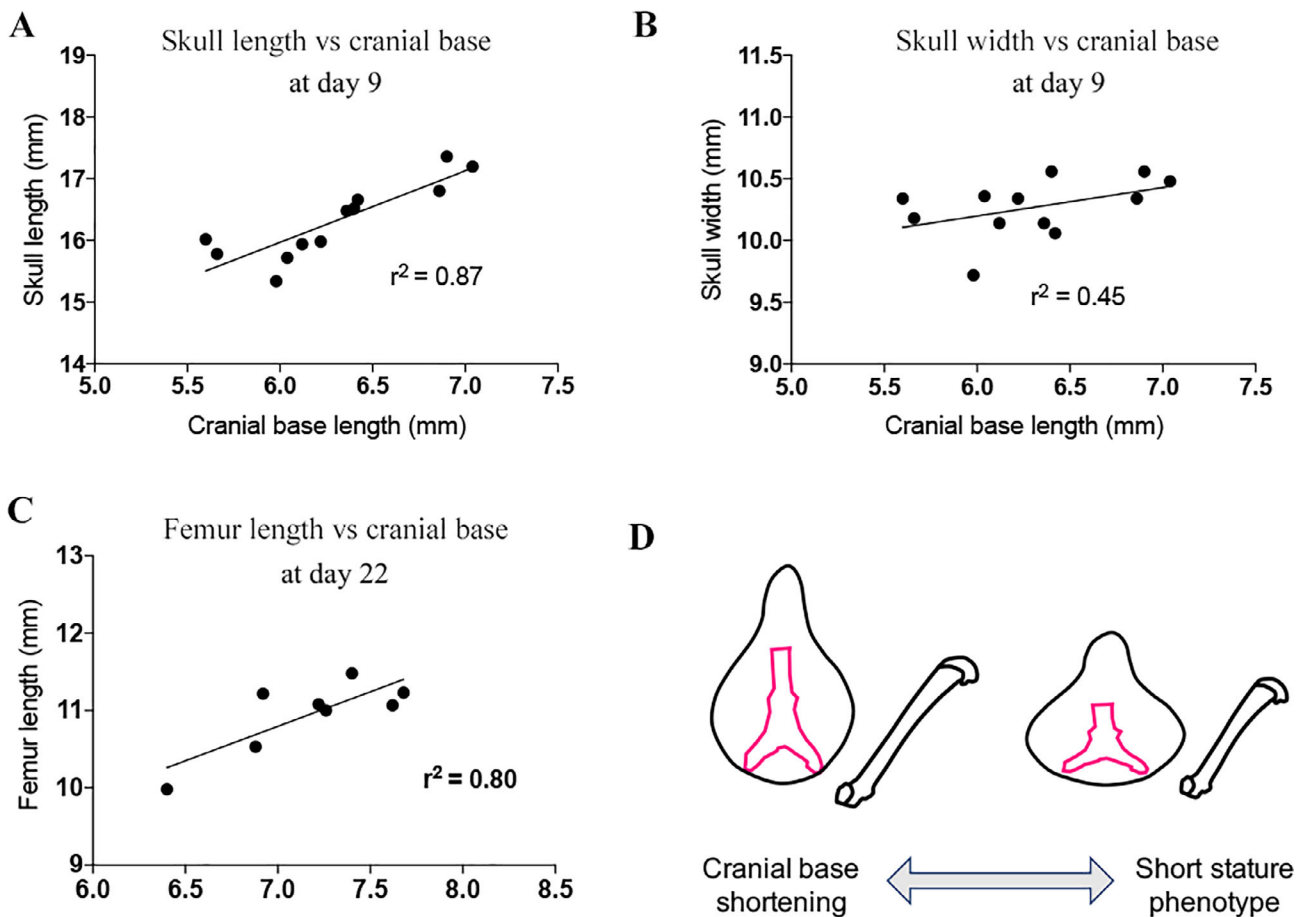 A
Skull length vs cranial base
at day 9
19
18
17
16
15
14
Skull length (mm)
r² = 0.87
5.0 5.5 6.0 6.5 7.0 7.5
Cranial base length (mm)
B
Skull width vs cranial base
at day 9
11.5
11.0
10.5
10.0
9.5
9.0
Skull width (mm)
r² = 0.45
5.0 5.5 6.0 6.5 7.0 7.5
Cranial base length (mm)
C
Femur length vs cranial base
at day 22
13
12
11
10
9
Femur length (mm)
r² = 0.80
6.0 6.5 7.0 7.5 8.0 8.5
D
Cranial base
shortening
Short stature
phenotype